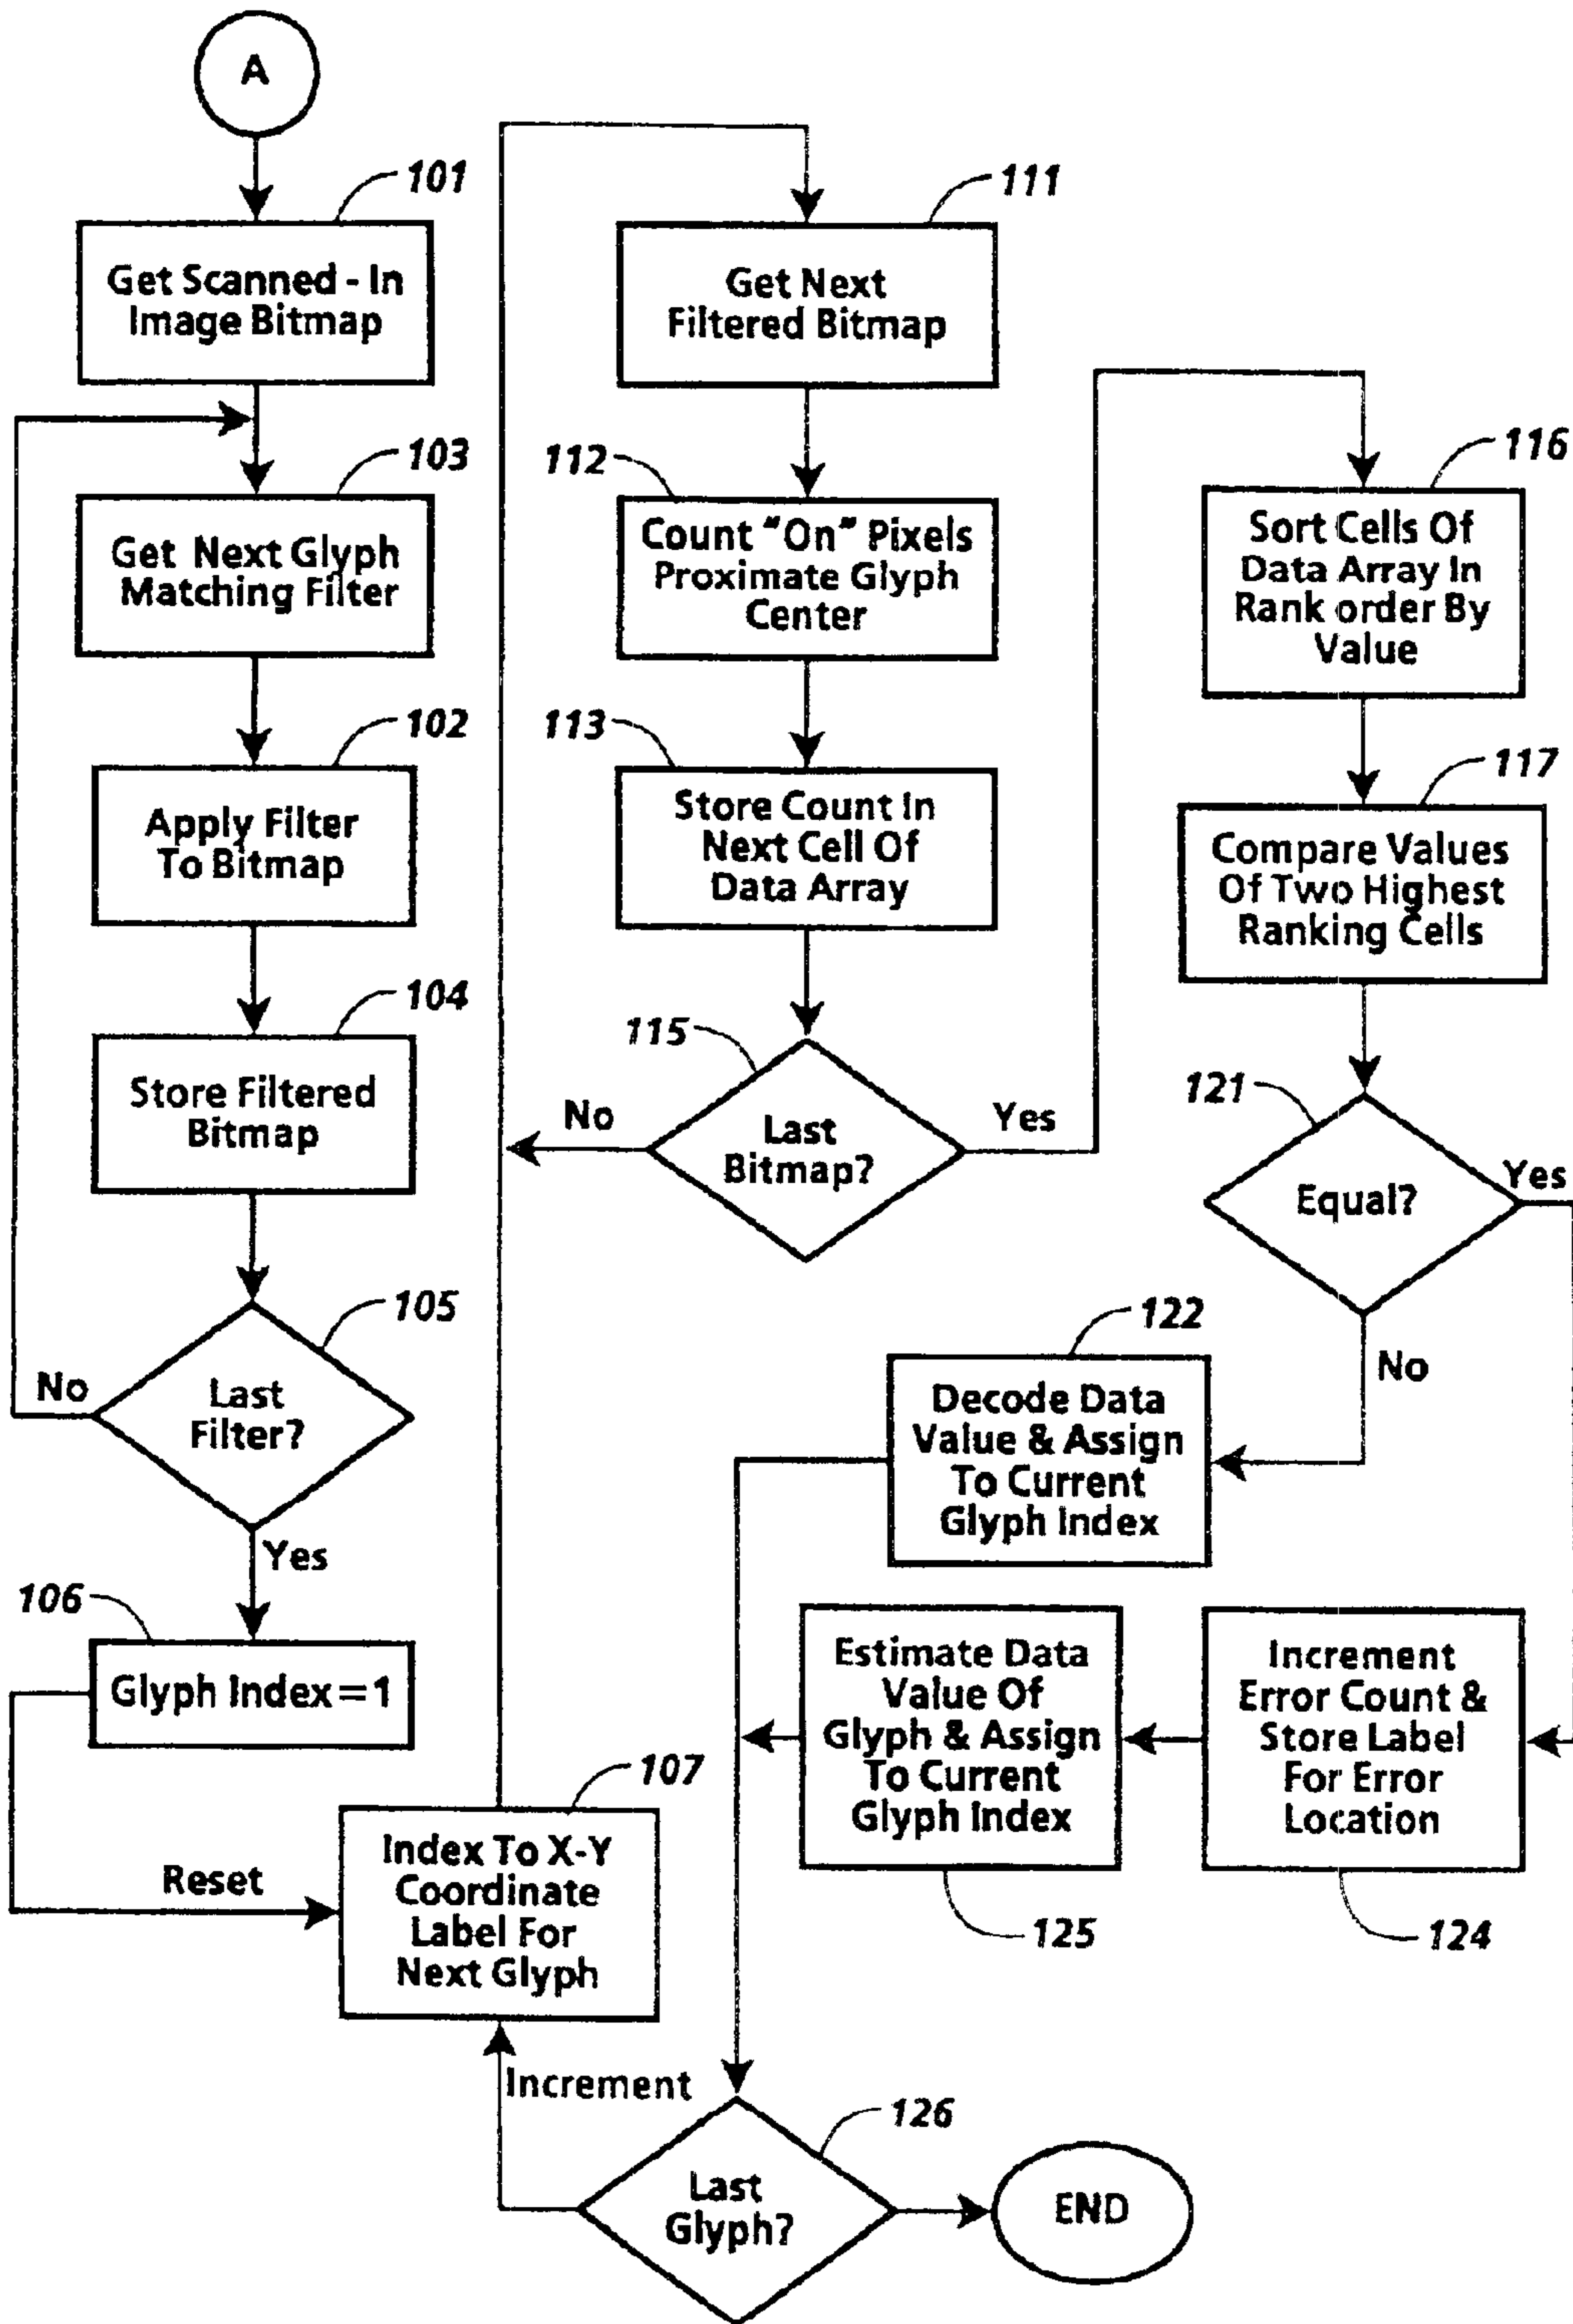 A
101
Get Scanned - In
Image Bitmap
103
Get Next Glyph
Matching Filter
102
Apply Filter
To Bitmap
104
Store Filtered
Bitmap
105
No
Last
Filter?
Yes
106
Glyph Index = 1
Reset
107
Index To X-Y
Coordinate
Label For
Next Glyph
111
Get Next
Filtered Bitmap
112
Count "On" Pixels
Proximate Glyph
Center
113
Store Count In
Next Cell Of
Data Array
115
No
Last
Bitmap?
Yes
116
Sort Cells Of
Data Array In
Rank order By
Value
117
Compare Values
Of Two Highest
Ranking Cells
121
Equal?
Yes
No
122
Decode Data
Value & Assign
To Current
Glyph Index
Increment
Error Count &
Store Label
For Error
Location
124
Estimate Data
Value Of
Glyph & Assign
To Current
Glyph Index
125
Increment
126
Last
Glyph?
END